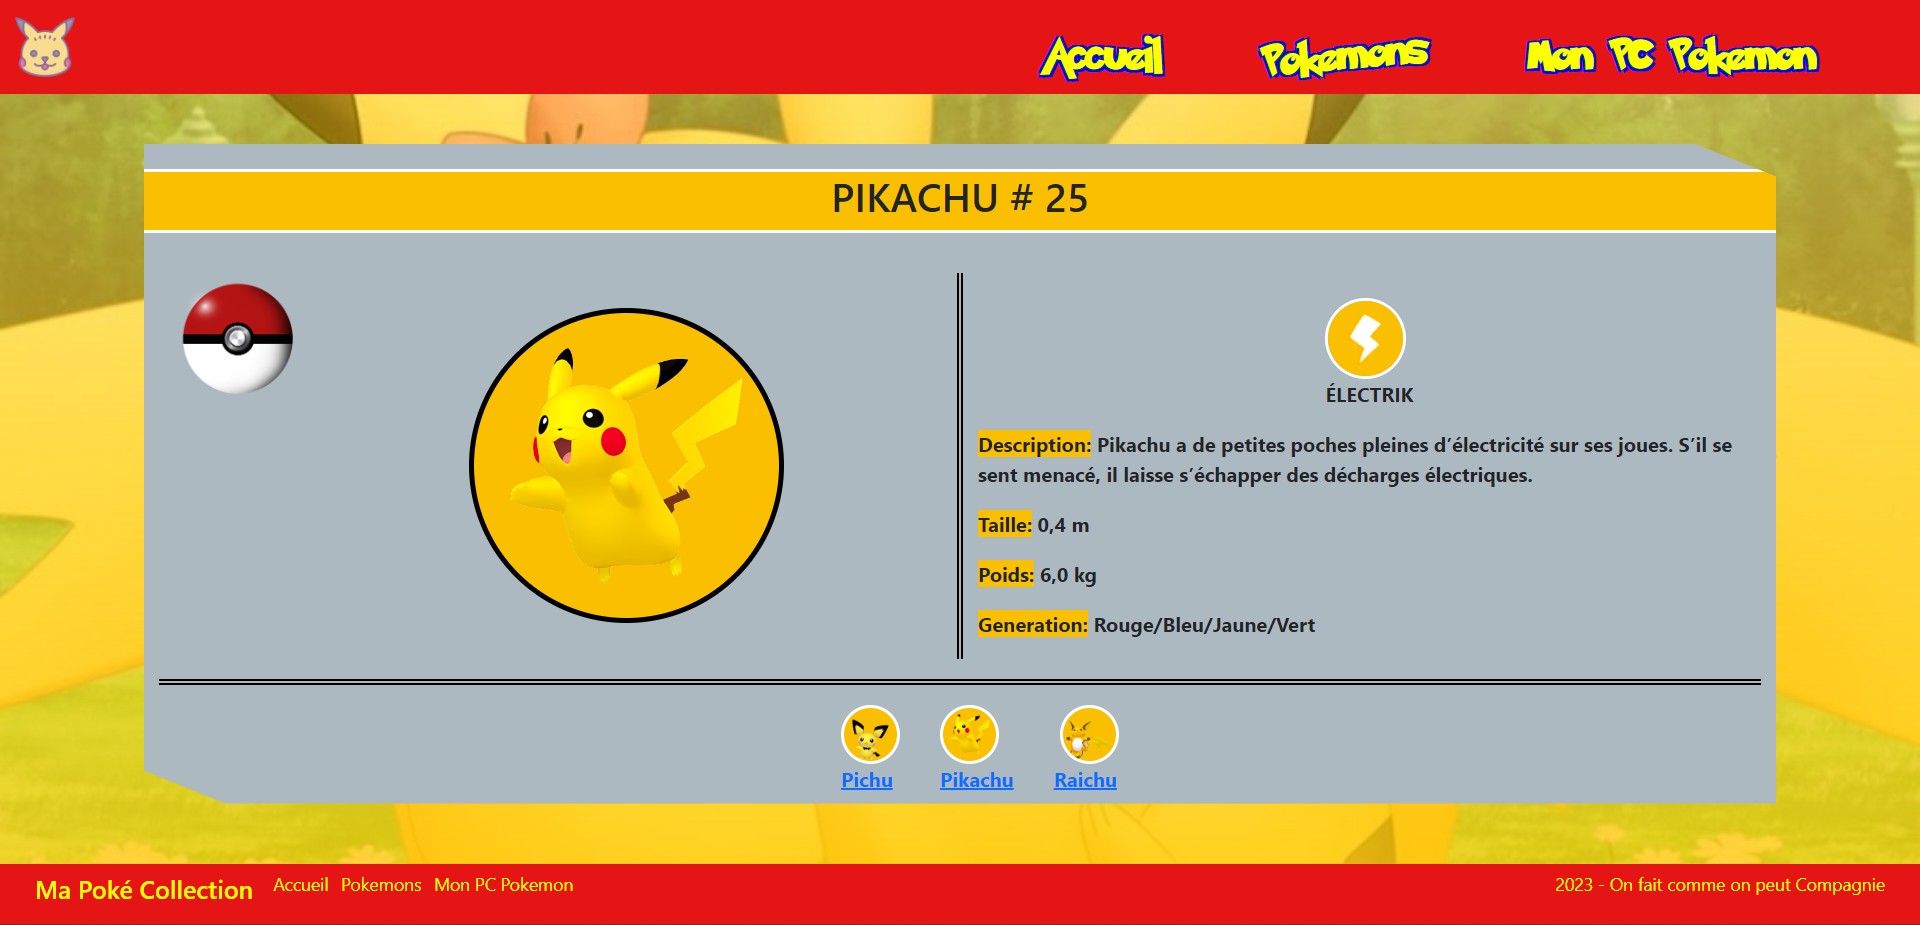 Accueil Pokemons Mon PC Pokemon
PIKACHU # 25
ÉLECTRIK
Description: Pikachu a de petites poches pleines d’électricité sur ses joues. S’il se
sent menacé, il laisse s’échapper des décharges électriques.
Taille: 0,4 m
Poids: 6,0 kg
Generation: Rouge/Bleu/Jaune/Vert
Pichu Pikachu Raichu
Ma Poké Collection Accueil Pokemons Mon PC Pokemon 2023 - On fait comme on peut Compagnie